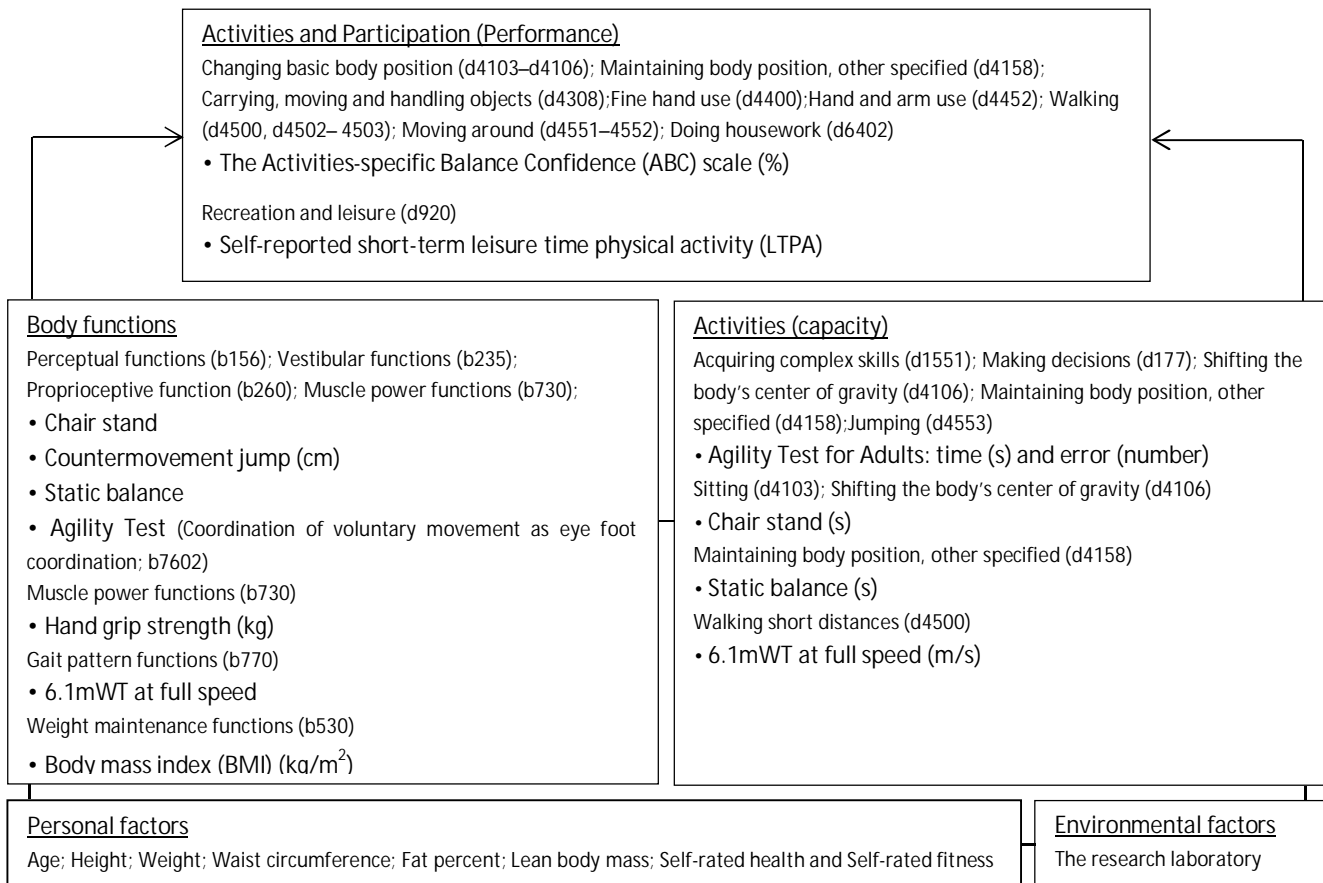 Activities and Participation (Performance)
Changing basic body position (d4103–d4106); Maintaining body position, other specified (d4158);
Carrying, moving and handling objects (d4308);Fine hand use (d4400);Hand and arm use (d4452); Walking
(d4500, d4502– 4503); Moving around (d4551–4552); Doing housework (d6402)
• The Activities-specific Balance Confidence (ABC) scale (%)
Recreation and leisure (d920)
• Self-reported short-term leisure time physical activity (LTPA)
Body functions
Perceptual functions (b156); Vestibular functions (b235);
Proprioceptive function (b260); Muscle power functions (b730);
• Chair stand
• Countermovement jump (cm)
• Static balance
• Agility Test (Coordination of voluntary movement as eye foot
coordination; b7602)
Muscle power functions (b730)
• Hand grip strength (kg)
Gait pattern functions (b770)
• 6.1mWT at full speed
Weight maintenance functions (b530)
• Body mass index (BMI) (kg/m²)
Activities (capacity)
Acquiring complex skills (d1551); Making decisions (d177); Shifting the
body's center of gravity (d4106); Maintaining body position, other
specified (d4158);Jumping (d4553)
• Agility Test for Adults: time (s) and error (number)
Sitting (d4103); Shifting the body's center of gravity (d4106)
• Chair stand (s)
Maintaining body position, other specified (d4158)
• Static balance (s)
Walking short distances (d4500)
• 6.1mWT at full speed (m/s)
Personal factors
Age; Height; Weight; Waist circumference; Fat percent; Lean body mass; Self-rated health and Self-rated fitness
Environmental factors
The research laboratory